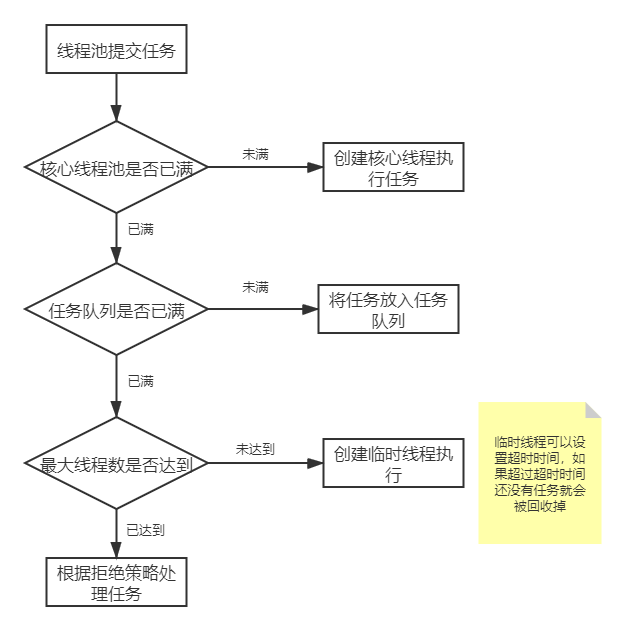 线程池提交任务
核心线程池是否已满
未满
创建核心线程执
行任务
已满
任务队列是否已满
未满
将任务放入任务
队列
已满
最大线程数是否达到
未达到
创建临时线程执
行
临时线程可以设
置超时时间，如
果超过超时时间
还没有任务就会
被回收掉
已达到
根据拒绝策略处
理任务